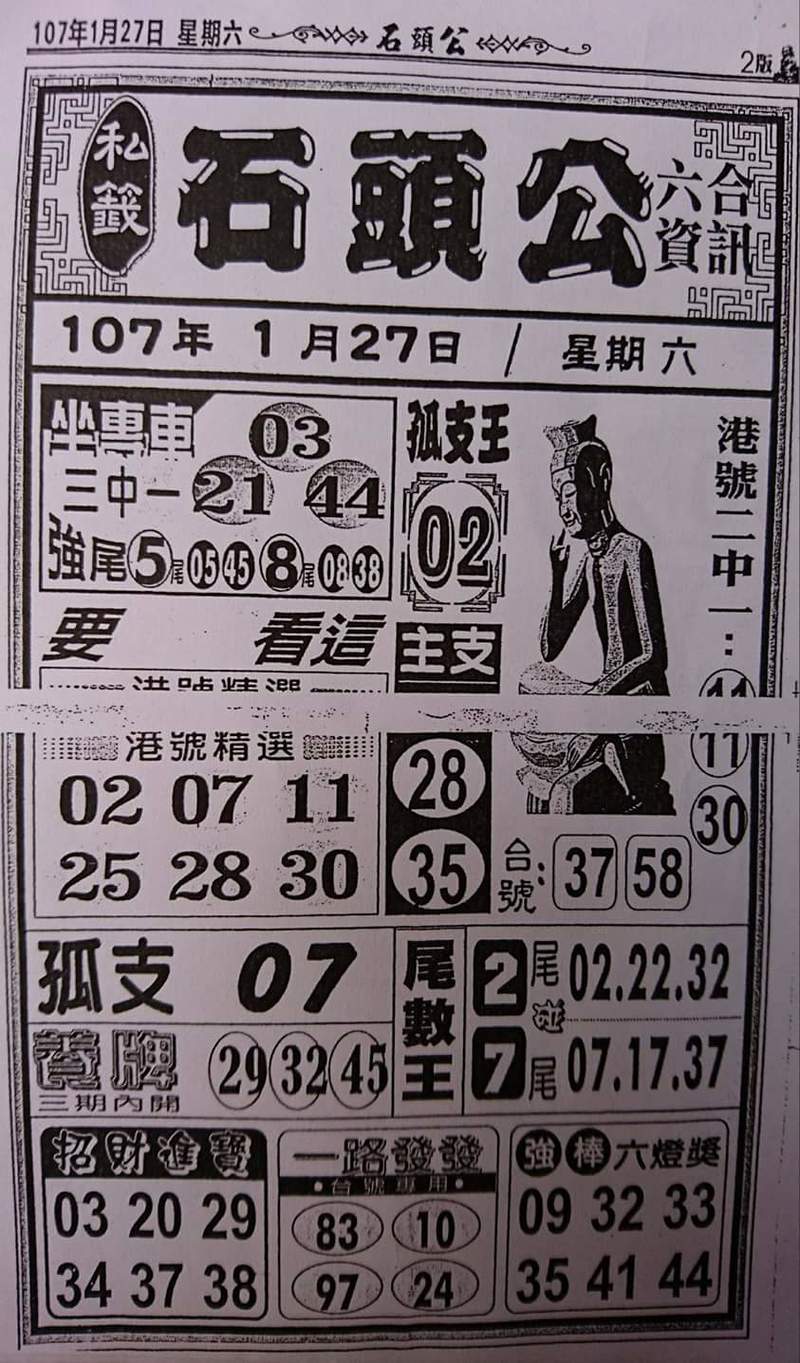 107年1月27日 星期六
石頭公
2版
私籤
石頭公
六合
資訊
107年 1月27日 / 星期六
坐專車
03
三中一 21 44
強尾 5尾 05 45 8尾 08 38
孤支王
02
港號二中一:
11
30
要 看這
主支
28
35
港號精選
02 07 11
25 28 30
台號: 37 58
孤支 07
養牌 29 32 45
三期內開
尾數王
2尾 02.22.32
碰
7尾 07.17.37
招財進寶
03 20 29
34 37 38
一路發發
•台號專用•
83 10
97 24
強棒六燈獎
09 32 33
35 41 44